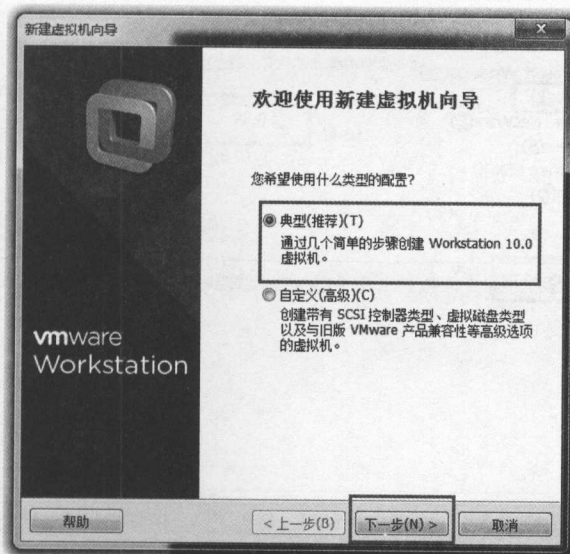 新建虚拟机向导
欢迎使用新建虚拟机向导
您希望使用什么类型的配置?
典型(推荐)(T)
通过几个简单的步骤创建 Workstation 10.0
虚拟机。
自定义(高级)(C)
创建带有 SCSI 控制器类型、虚拟磁盘类型
以及与旧版 VMware 产品兼容性等高级选项
的虚拟机。
vmware
Workstation
帮助
<上一步(B)
下一步(N) >
取消